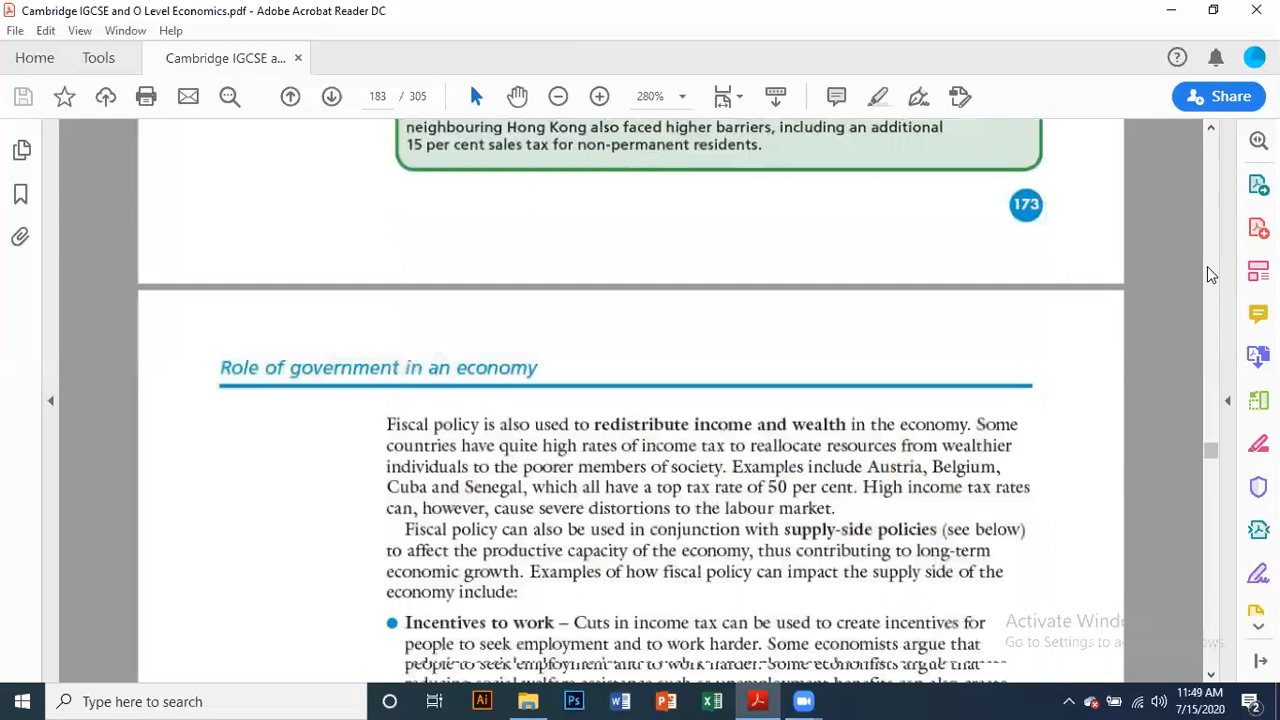 Cambridge IGCSE and O Level Economics.pdf - Adobe Acrobat Reader DC
File Edit View Window Help
Home Tools Cambridge IGCSE a... ×
183 / 305 280% Share
neighbouring Hong Kong also faced higher barriers, including an additional
15 per cent sales tax for non-permanent residents.
173
Role of government in an economy
Fiscal policy is also used to redistribute income and wealth in the economy. Some
countries have quite high rates of income tax to reallocate resources from wealthier
individuals to the poorer members of society. Examples include Austria, Belgium,
Cuba and Senegal, which all have a top tax rate of 50 per cent. High income tax rates
can, however, cause severe distortions to the labour market.
Fiscal policy can also be used in conjunction with supply-side policies (see below)
to affect the productive capacity of the economy, thus contributing to long-term
economic growth. Examples of how fiscal policy can impact the supply side of the
economy include:
● Incentives to work – Cuts in income tax can be used to create incentives for
people to seek employment and to work harder. Some economists argue that
Activate Windo
Go to Settings to activate Windows.
Type here to search
11:49 AM
7/15/2020
2